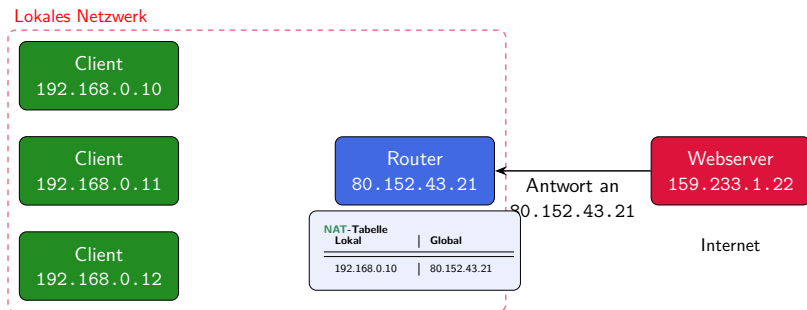 Lokales Netzwerk
Client
192.168.0.10
Client
192.168.0.11
Client
192.168.0.12
Router
80.152.43.21
NAT-Tabelle
Lokal | Global
192.168.0.10 | 80.152.43.21
Antwort an
80.152.43.21
Webserver
159.233.1.22
Internet